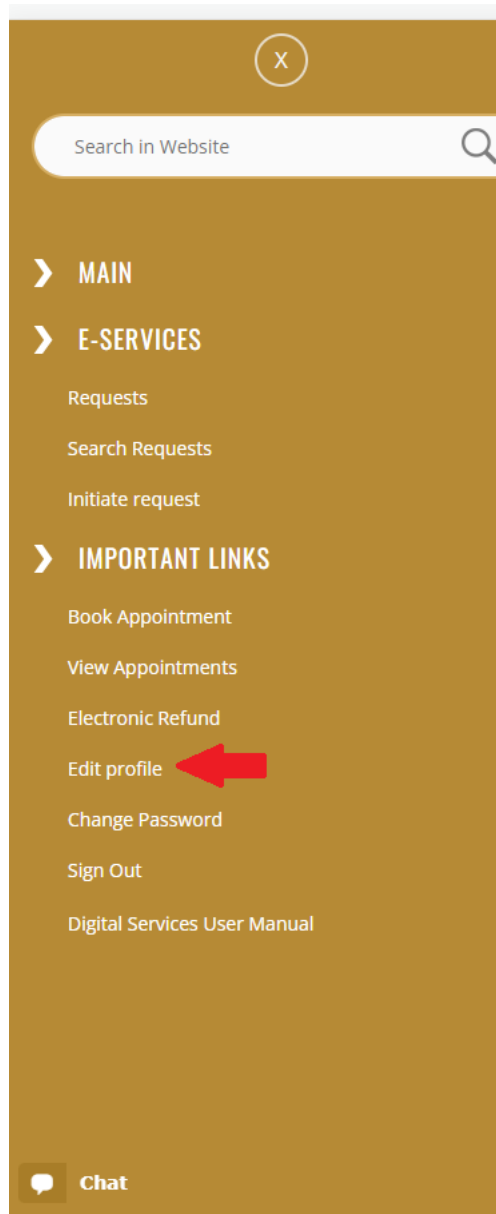 X
Search in Website
MAIN
E-SERVICES
Requests
Search Requests
Initiate request
IMPORTANT LINKS
Book Appointment
View Appointments
Electronic Refund
Edit profile
Change Password
Sign Out
Digital Services User Manual
Chat